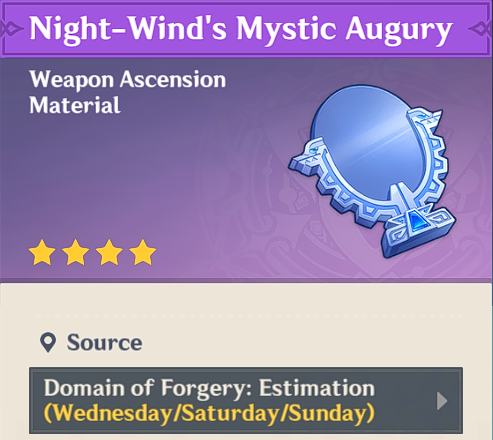 Night-Wind's Mystic Augury
Weapon Ascension
Material
Source
Domain of Forgery: Estimation
(Wednesday/Saturday/Sunday)